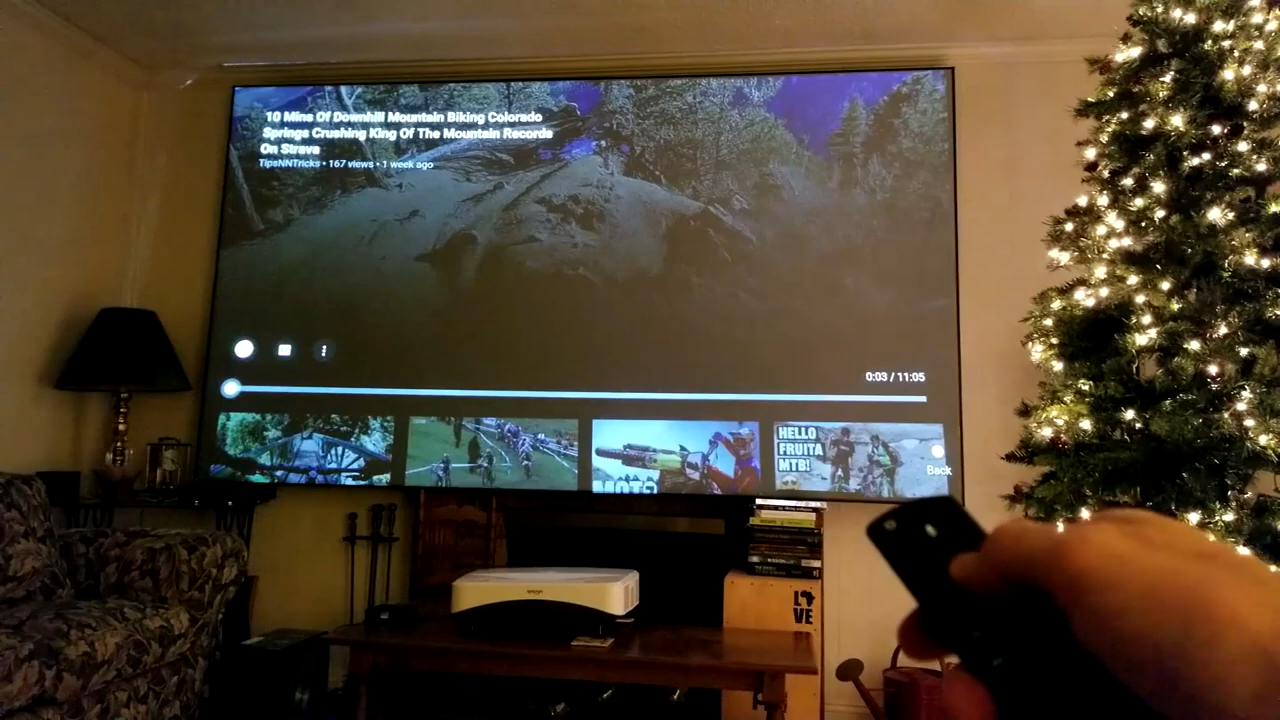 10 Mins Of Downhill Mountain Biking Colorado
Springs Crushing King Of The Mountain Records
On Strava
TipsNNTricks • 167 views • 1 week ago
0:03 / 11:05
HELLO
FRUITA
MTB!
Back
L VE